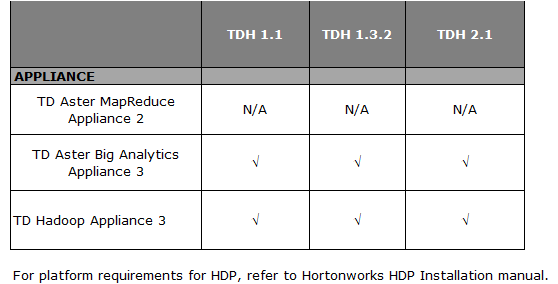 TDH 1.1 TDH 1.3.2 TDH 2.1
APPLIANCE
TD Aster MapReduce
Appliance 2
N/A N/A N/A
TD Aster Big Analytics
Appliance 3
√ √ √
TD Hadoop Appliance 3 √ √ √
For platform requirements for HDP, refer to Hortonworks HDP Installation manual.